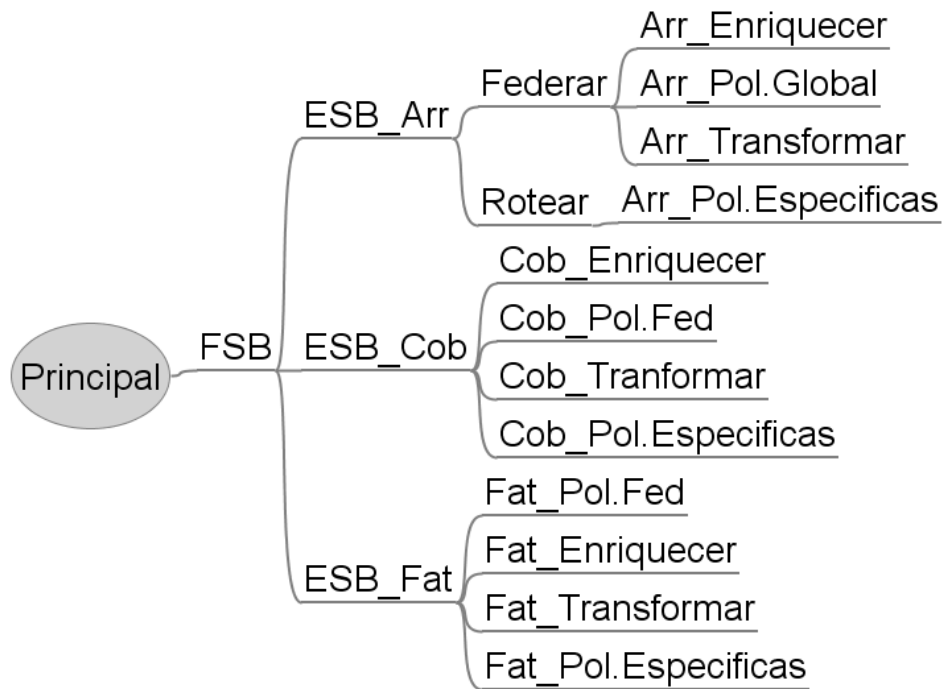 Principal
FSB
ESB_Arr
Federar
Arr_Enriquecer
Arr_Pol.Global
Arr_Transformar
Rotear
Arr_Pol.Especificas
ESB_Cob
Cob_Enriquecer
Cob_Pol.Fed
Cob_Tranformar
Cob_Pol.Especificas
ESB_Fat
Fat_Pol.Fed
Fat_Enriquecer
Fat_Transformar
Fat_Pol.Especificas